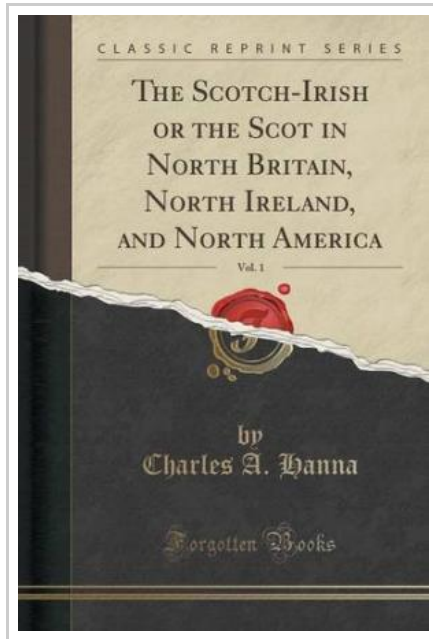 CLASSIC REPRINT SERIES
THE SCOTCH-IRISH
OR THE SCOT IN
NORTH BRITAIN,
NORTH IRELAND,
AND NORTH AMERICA
Vol. 1
by
Charles A. Hanna
Forgotten Books